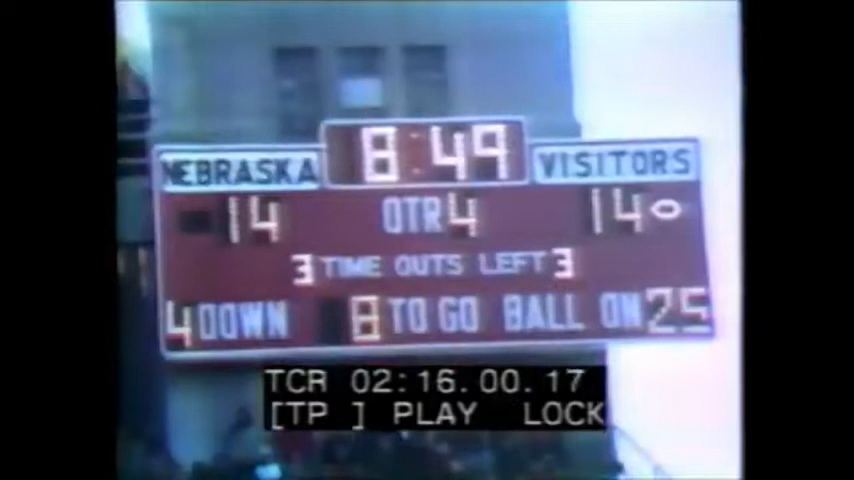 8:49
NEBRASKA VISITORS
14 QTR 4 14
3 TIME OUTS LEFT 3
4 DOWN 8 TO GO BALL ON 25
TCR 02:16.00.17
[TP ] PLAY LOCK